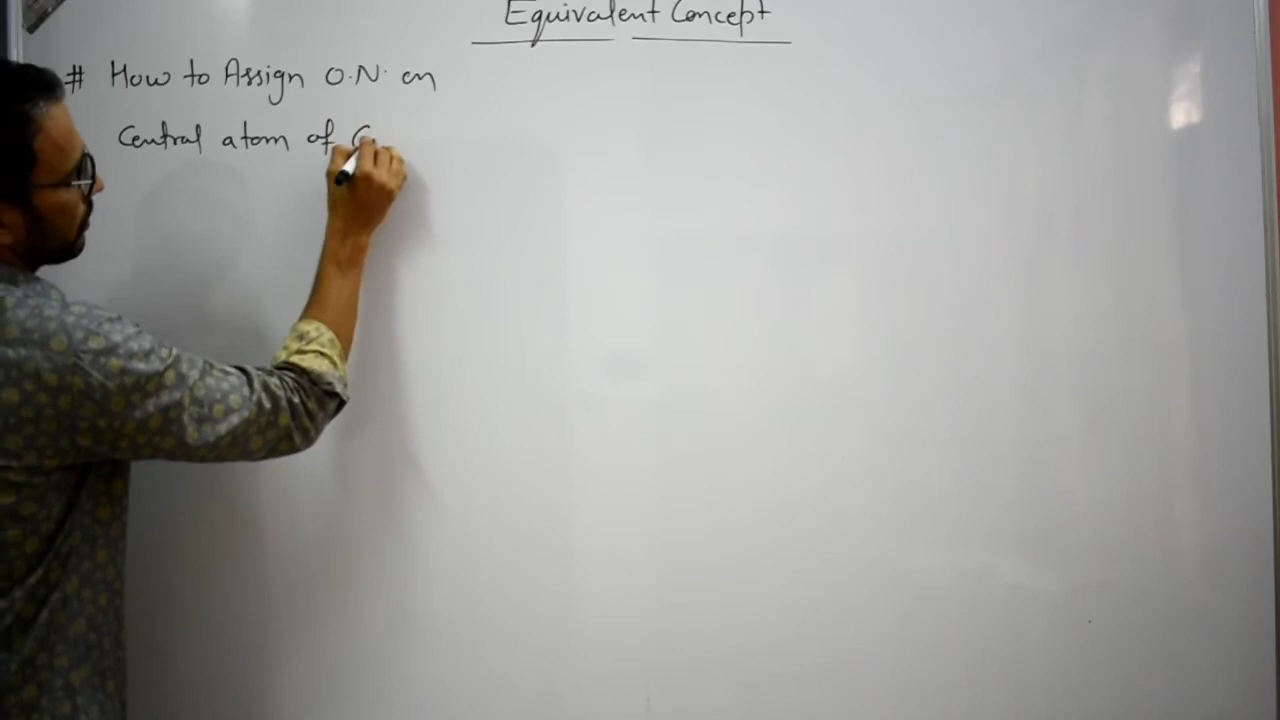 Equivalent Concept
# How to Assign O.N. on
Central atom of